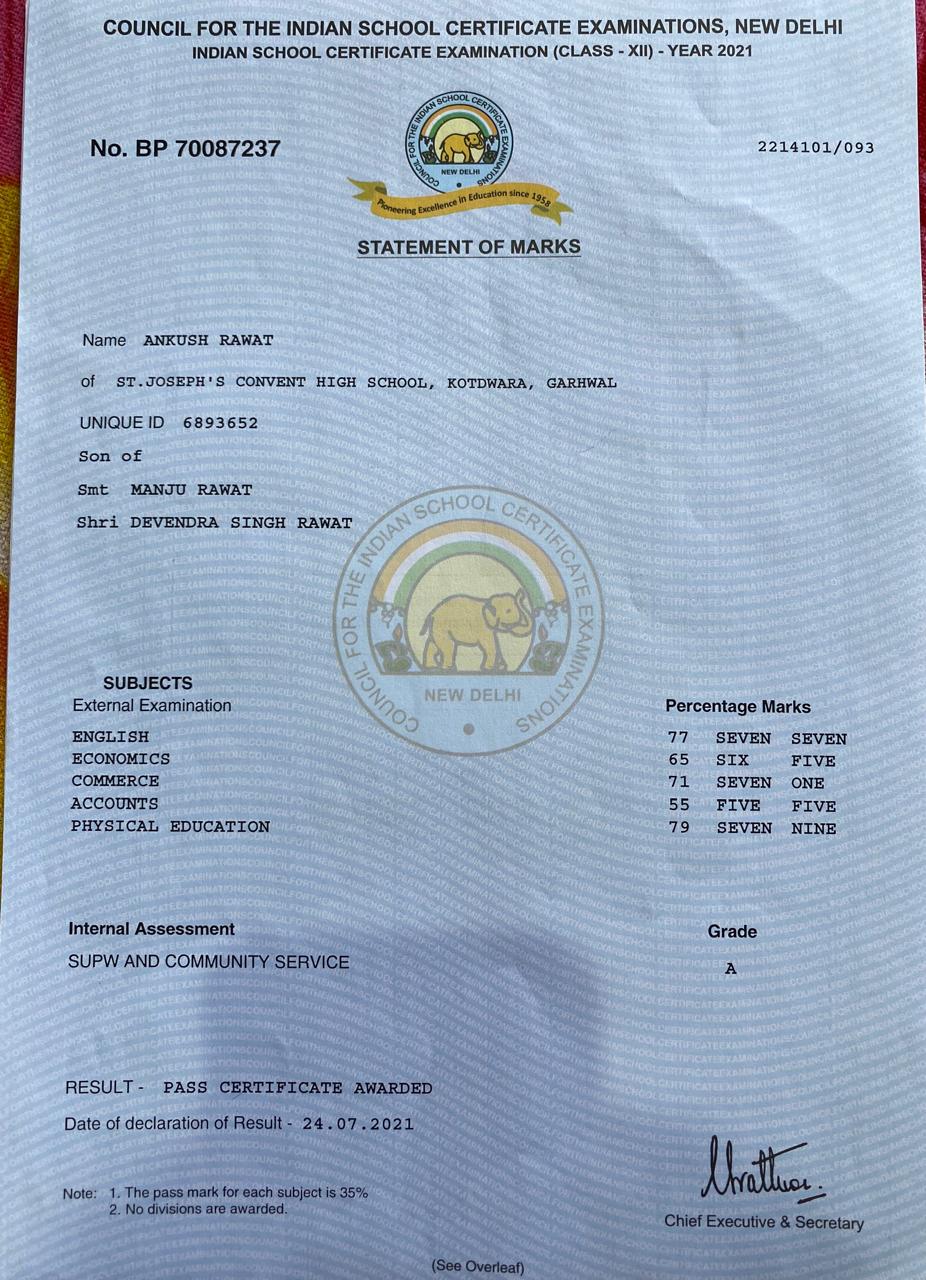 COUNCIL FOR THE INDIAN SCHOOL CERTIFICATE EXAMINATIONS, NEW DELHI
INDIAN SCHOOL CERTIFICATE EXAMINATION (CLASS - XII) - YEAR 2021
No. BP 70087237
COUNCIL FOR THE INDIAN SCHOOL CERTIFICATE EXAMINATIONS
NEW DELHI
Pioneering Excellence in Education since 1958
2214101/093
STATEMENT OF MARKS
Name ANKUSH RAWAT
of ST.JOSEPH'S CONVENT HIGH SCHOOL, KOTDWARA, GARHWAL
UNIQUE ID 6893652
Son of
Smt MANJU RAWAT
Shri DEVENDRA SINGH RAWAT
COUNCIL FOR THE INDIAN SCHOOL CERTIFICATE EXAMINATIONS
NEW DELHI
SUBJECTS
External Examination Percentage Marks
ENGLISH 77 SEVEN SEVEN
ECONOMICS 65 SIX FIVE
COMMERCE 71 SEVEN ONE
ACCOUNTS 55 FIVE FIVE
PHYSICAL EDUCATION 79 SEVEN NINE
Internal Assessment Grade
SUPW AND COMMUNITY SERVICE A
RESULT - PASS CERTIFICATE AWARDED
Date of declaration of Result - 24.07.2021
Note: 1. The pass mark for each subject is 35%
2. No divisions are awarded.
Chief Executive & Secretary
(See Overleaf)